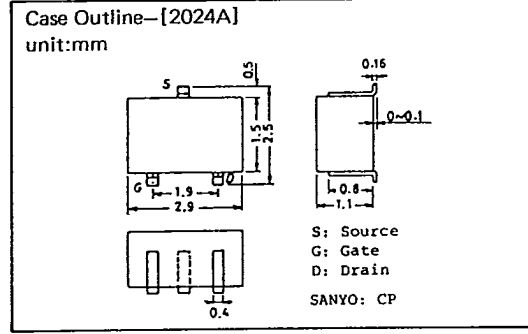 Case Outline—[2024A]
unit:mm
S
0.5
1.5
2.5
G
D
1.9
2.9
0.16
0~0.1
0.8
1.1
0.4
S: Source
G: Gate
D: Drain
SANYO: CP